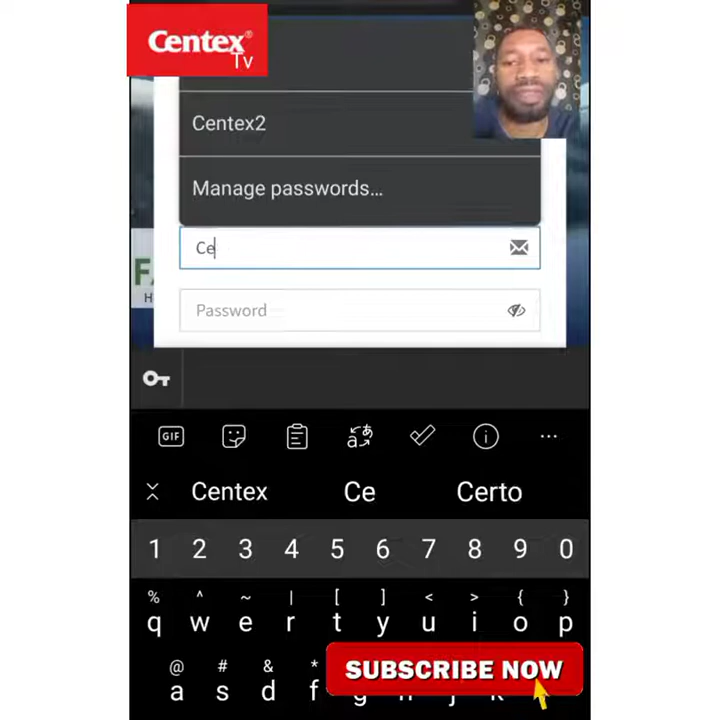 Centex®
Tv
Centex2
Manage passwords...
Ce
Password
GIF
Centex Ce Certo
1 2 3 4 5 6 7 8 9 0
% ^ ~ | [ ] < > { }
q w e r t y u i o p
@ # & *
a s d f g
SUBSCRIBE NOW